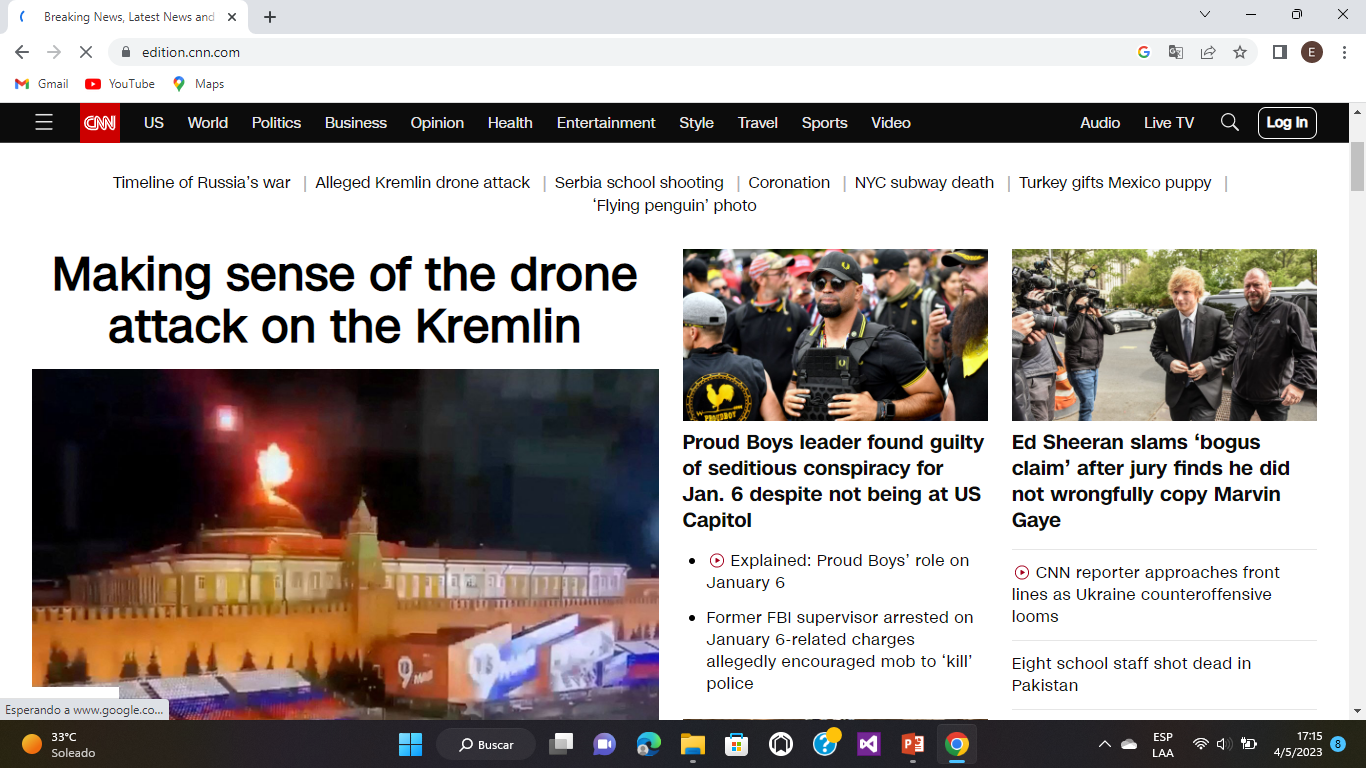 Breaking News, Latest News and
edition.cnn.com
E
Gmail YouTube Maps
CNN US World Politics Business Opinion Health Entertainment Style Travel Sports Video Audio Live TV Log In
Timeline of Russia's war | Alleged Kremlin drone attack | Serbia school shooting | Coronation | NYC subway death | Turkey gifts Mexico puppy |
‘Flying penguin’ photo
Making sense of the drone
attack on the Kremlin
PROUDBOY
Proud Boys leader found guilty
of seditious conspiracy for
Jan. 6 despite not being at US
Capitol
• Explained: Proud Boys’ role on
January 6
• Former FBI supervisor arrested on
January 6-related charges
allegedly encouraged mob to ‘kill’
police
Ed Sheeran slams ‘bogus
claim’ after jury finds he did
not wrongfully copy Marvin
Gaye
CNN reporter approaches front
lines as Ukraine counteroffensive
looms
Eight school staff shot dead in
Pakistan
Esperando a www.google.co...
33°C
Soleado
Buscar
ESP
LAA
17:15
4/5/2023
8